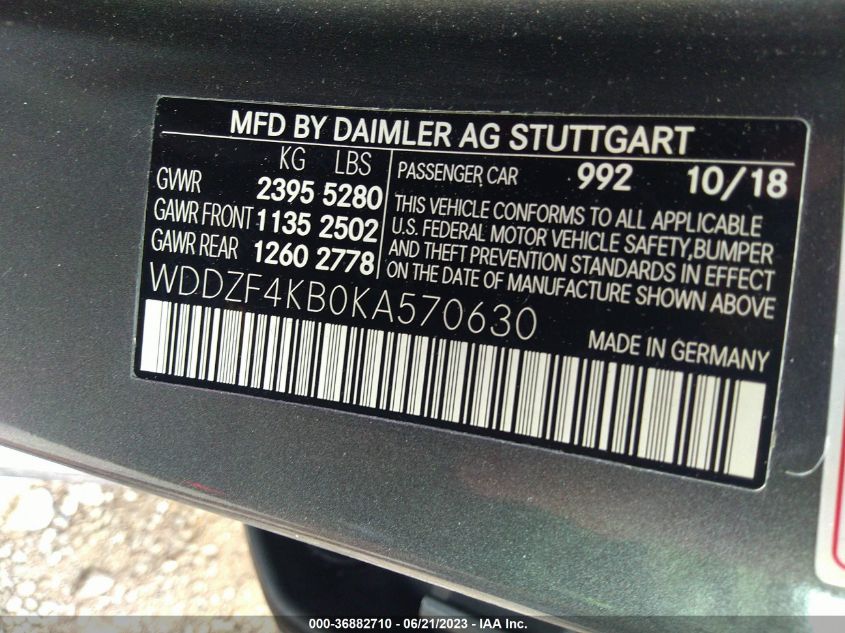 MFD BY DAIMLER AG STUTTGART
KG LBS
GVWR 2395 5280
GAWR FRONT 1135 2502
GAWR REAR 1260 2778
PASSENGER CAR 992 10/18
THIS VEHICLE CONFORMS TO ALL APPLICABLE
U.S. FEDERAL MOTOR VEHICLE SAFETY, BUMPER
AND THEFT PREVENTION STANDARDS IN EFFECT
ON THE DATE OF MANUFACTURE SHOWN ABOVE
WDDZF4KB0KA570630
MADE IN GERMANY
000-36882710 - 06/21/2023 - IAA Inc.